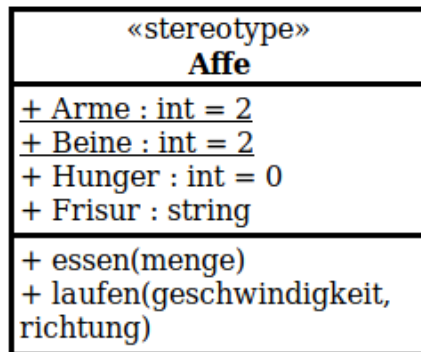 «stereotype»
Affe
+ Arme : int = 2
+ Beine : int = 2
+ Hunger : int = 0
+ Frisur : string
+ essen(menge)
+ laufen(geschwindigkeit,
richtung)